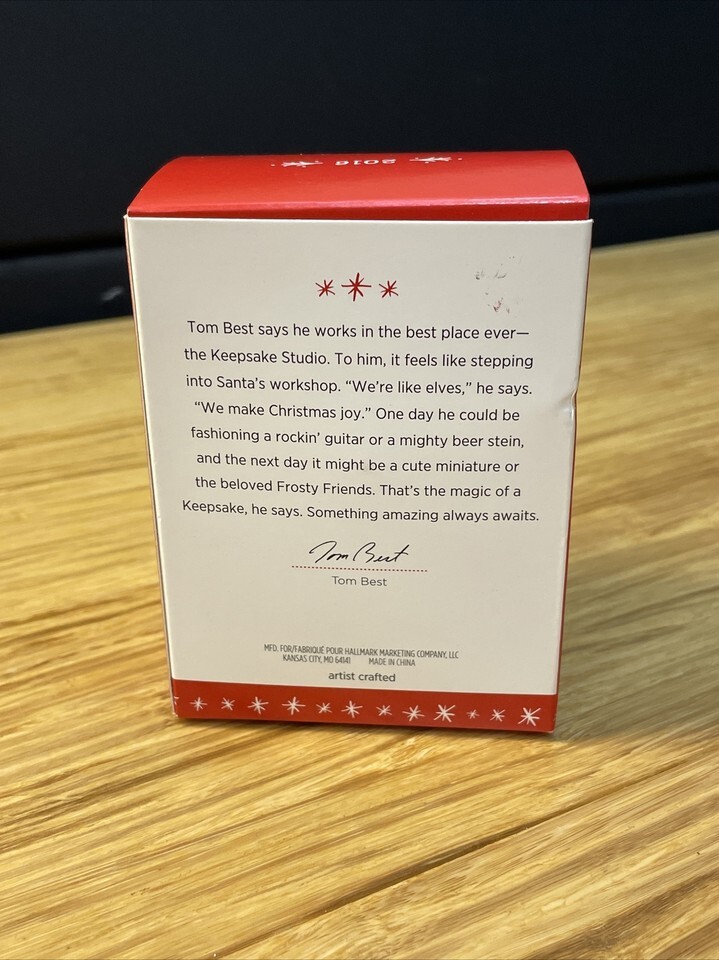 2016
Tom Best says he works in the best place ever—
the Keepsake Studio. To him, it feels like stepping
into Santa's workshop. “We're like elves,” he says.
“We make Christmas joy.” One day he could be
fashioning a rockin' guitar or a mighty beer stein,
and the next day it might be a cute miniature or
the beloved Frosty Friends. That's the magic of a
Keepsake, he says. Something amazing always awaits.
Tom Best
Tom Best
MFD. FOR/FABRIQUÉ POUR HALLMARK MARKETING COMPANY, LLC
KANSAS CITY, MO 64141 MADE IN CHINA
artist crafted